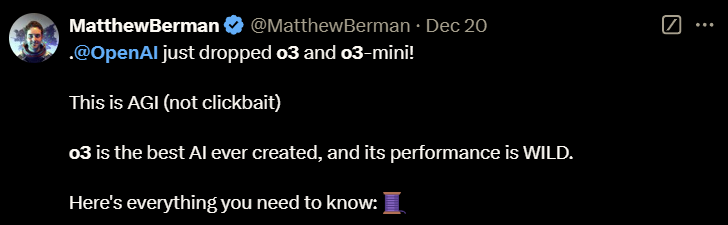 MatthewBerman @MatthewBerman · Dec 20
.@OpenAI just dropped o3 and o3-mini!
This is AGI (not clickbait)
o3 is the best AI ever created, and its performance is WILD.
Here's everything you need to know: 🧵